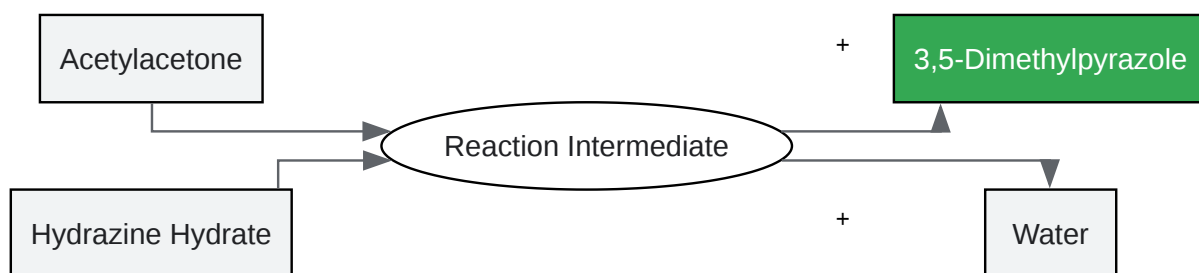 Acetylacetone
+
3,5-Dimethylpyrazole
Reaction Intermediate
Hydrazine Hydrate
+
Water